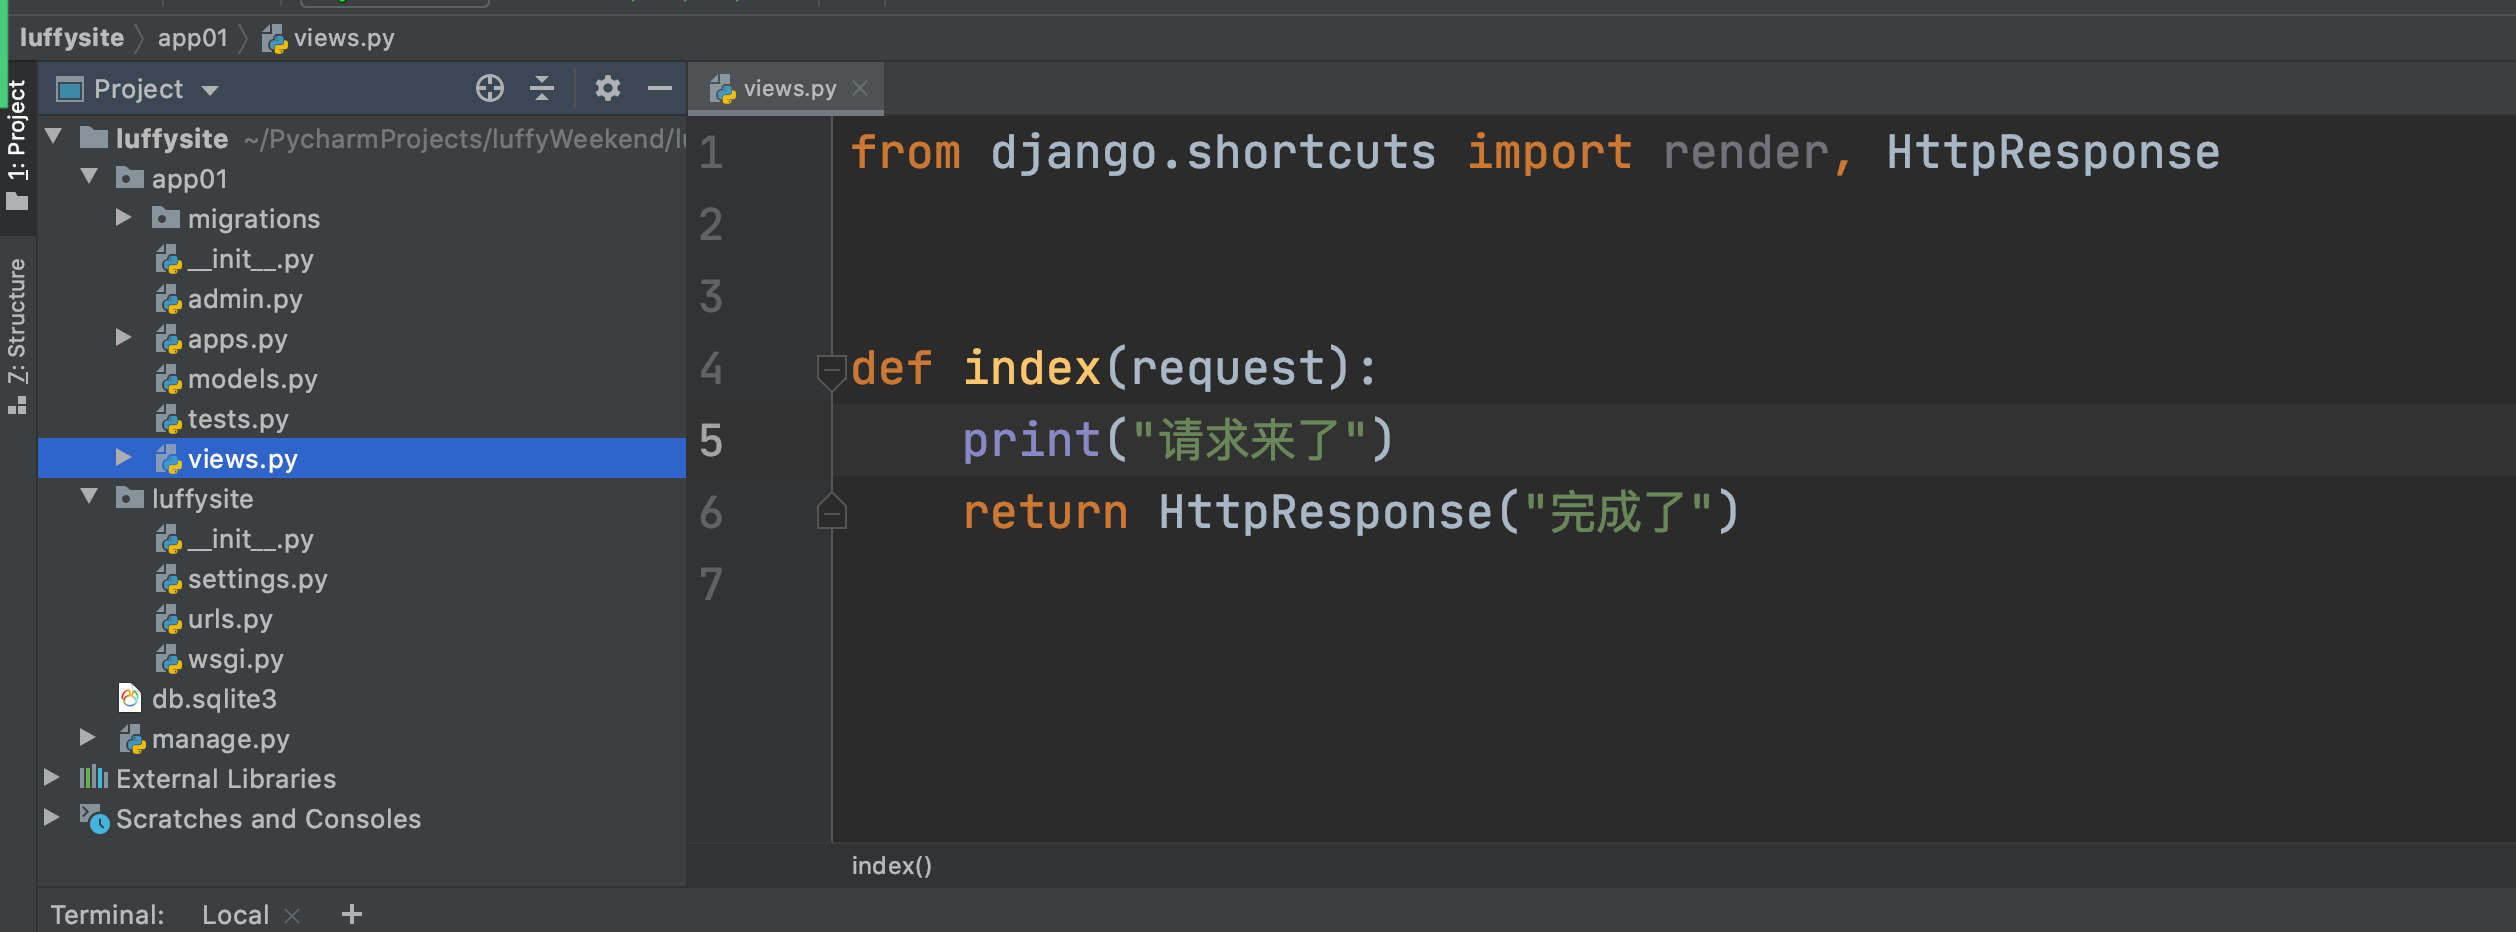 luffysite app01 views.py
1: Project
Z: Structure
Project
luffysite ~/PycharmProjects/luffyWeekend/
app01
migrations
__init__.py
admin.py
apps.py
models.py
tests.py
views.py
luffysite
__init__.py
settings.py
urls.py
wsgi.py
db.sqlite3
manage.py
External Libraries
Scratches and Consoles
views.py
1 from django.shortcuts import render, HttpResponse
2
3
4 def index(request):
5 print("请求来了")
6 return HttpResponse("完成了")
7
index()
Terminal: Local